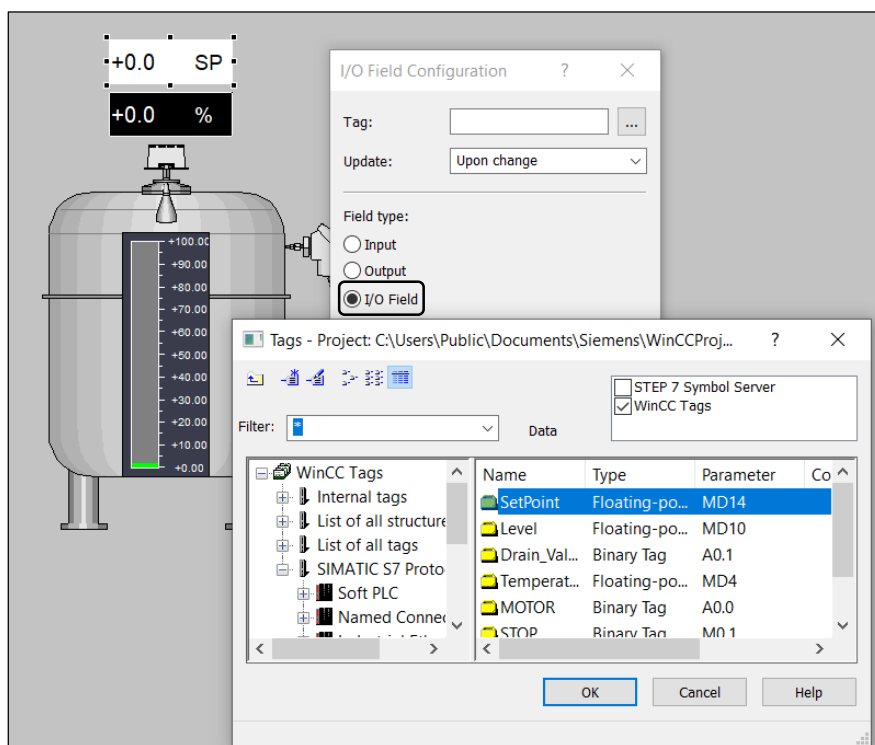 +0.0 SP
+0.0 %
+100.00
+90.00
+80.00
+70.00
+60.00
+50.00
+40.00
+30.00
+20.00
+10.00
+0.00
I/O Field Configuration ? ×
Tag: ...
Update: Upon change
Field type:
Input
Output
I/O Field
Tags - Project: C:\Users\Public\Documents\Siemens\WinCCProj... ? ×
STEP 7 Symbol Server
WinCC Tags
Filter: * Data
WinCC Tags
Internal tags
List of all structure
List of all tags
SIMATIC S7 Proto
Soft PLC
Named Connec
Name Type Parameter Co
SetPoint Floating-po... MD14
Level Floating-po... MD10
Drain_Val... Binary Tag A0.1
Temperat... Floating-po... MD4
MOTOR Binary Tag A0.0
STOP Binary Tag M0.1
OK Cancel Help